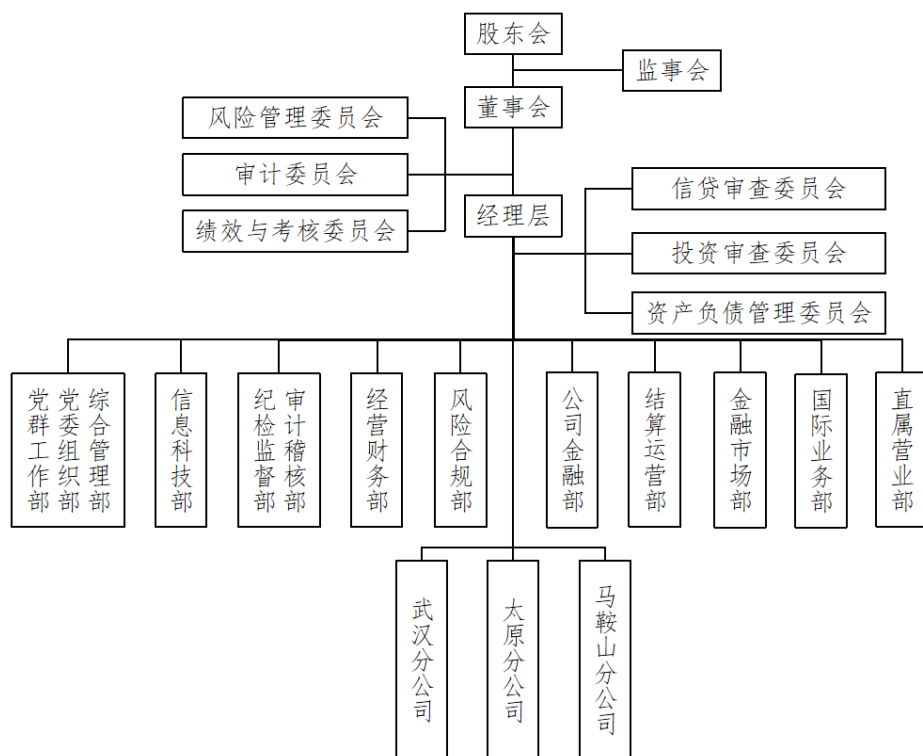 股东会
监事会
董事会
风险管理委员会
审计委员会
绩效与考核委员会
经理层
信贷审查委员会
投资审查委员会
资产负债管理委员会
综合管理部
党委组织部
党群工作部
信息科技部
审计稽核部
纪检监督部
经营财务部
风险合规部
公司金融部
结算运营部
金融市场部
国际业务部
直属营业部
武汉分公司
太原分公司
马鞍山分公司